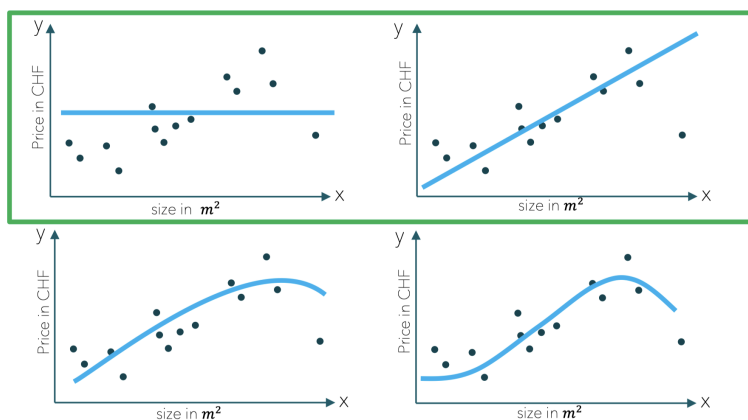 y
Price in CHF
x
size in m²
y
Price in CHF
x
size in m²
y
Price in CHF
x
size in m²
y
Price in CHF
x
size in m²